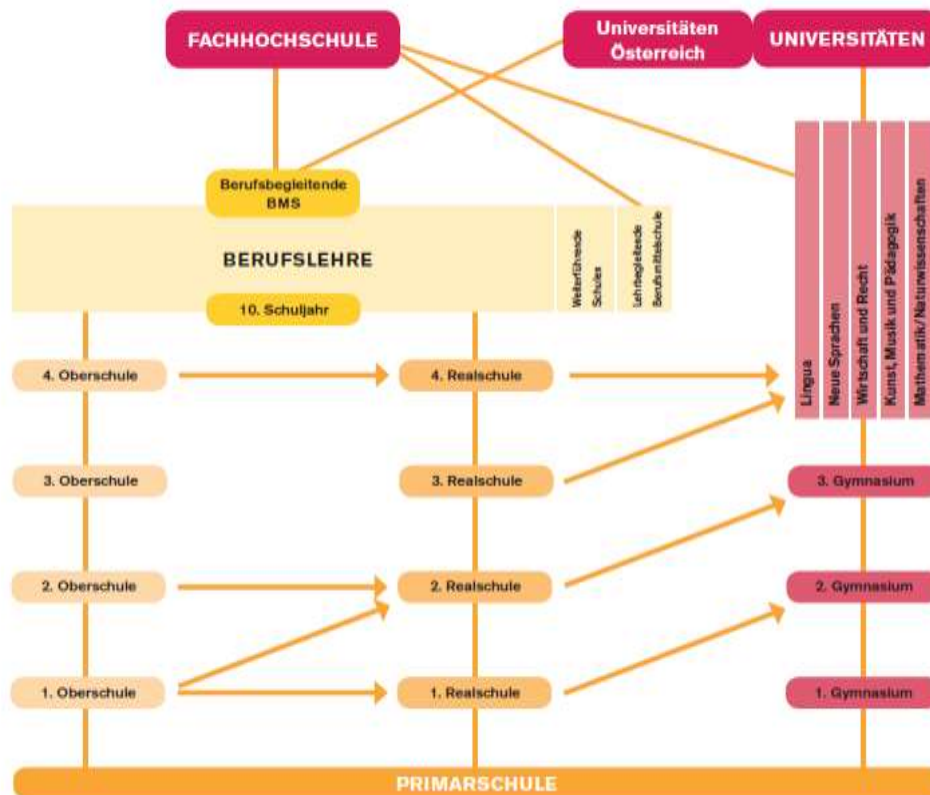 FACHHOCHSCHULE
Universitäten
Österreich
UNIVERSITÄTEN
Berufsbegleitende
BMS
BERUFSLEHRE
10. Schuljahr
Weiterführende
Schules
Lehrbegleitende
Berufsmittelschule
Lingua
Neue Sprachen
Wirtschaft und Recht
Kunst, Musik und Pädagogik
Mathematik/Naturwissenschaften
4. Oberschule
4. Realschule
3. Oberschule
3. Realschule
3. Gymnasium
2. Oberschule
2. Realschule
2. Gymnasium
1. Oberschule
1. Realschule
1. Gymnasium
PRIMARSCHULE